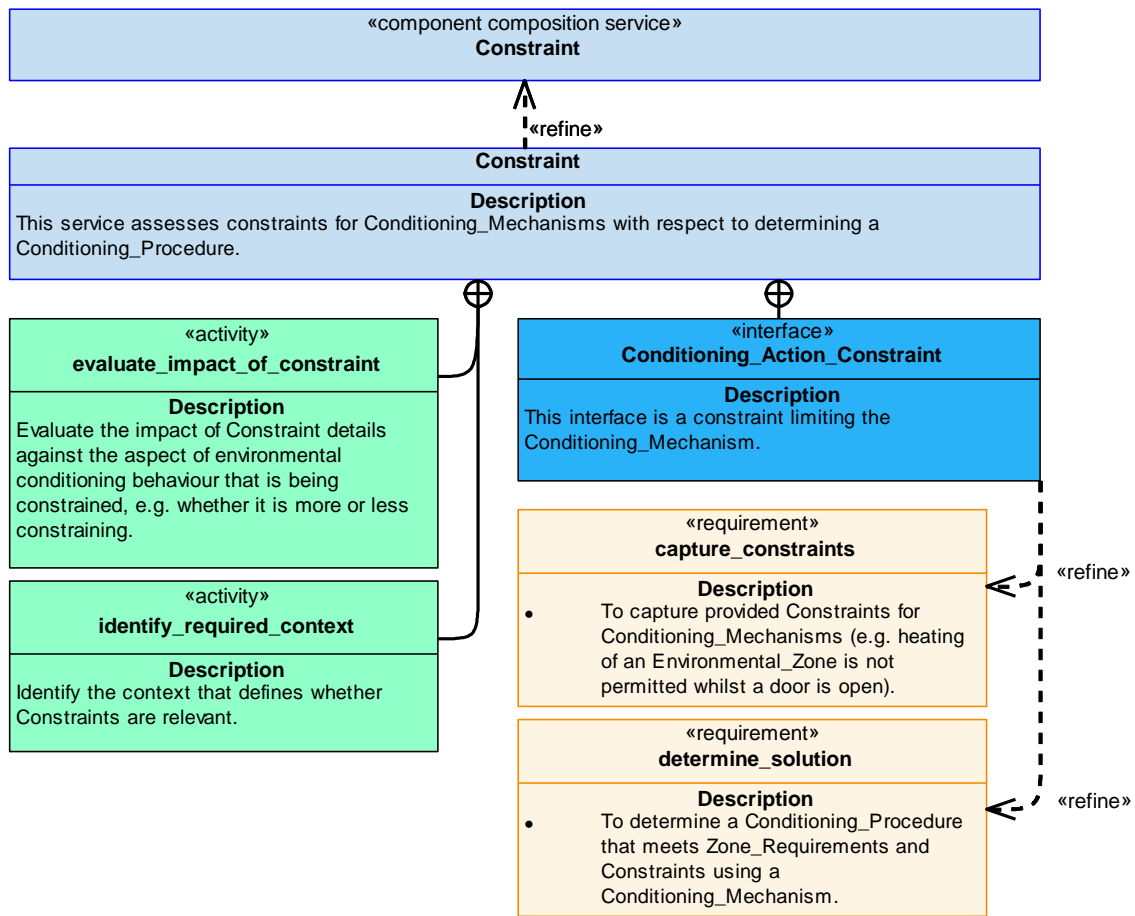 «component composition service»
Constraint
«refine»
Constraint
Description
This service assesses constraints for Conditioning_Mechanisms with respect to determining a
Conditioning_Procedure.
«activity»
evaluate_impact_of_constraint
Description
Evaluate the impact of Constraint details
against the aspect of environmental
conditioning behaviour that is being
constrained, e.g. whether it is more or less
constraining.
«activity»
identify_required_context
Description
Identify the context that defines whether
Constraints are relevant.
«interface»
Conditioning_Action_Constraint
Description
This interface is a constraint limiting the
Conditioning_Mechanism.
«requirement»
capture_constraints
Description
• To capture provided Constraints for
Conditioning_Mechanisms (e.g. heating
of an Environmental_Zone is not
permitted whilst a door is open).
«refine»
«requirement»
determine_solution
Description
• To determine a Conditioning_Procedure
that meets Zone_Requirements and
Constraints using a
Conditioning_Mechanism.
«refine»